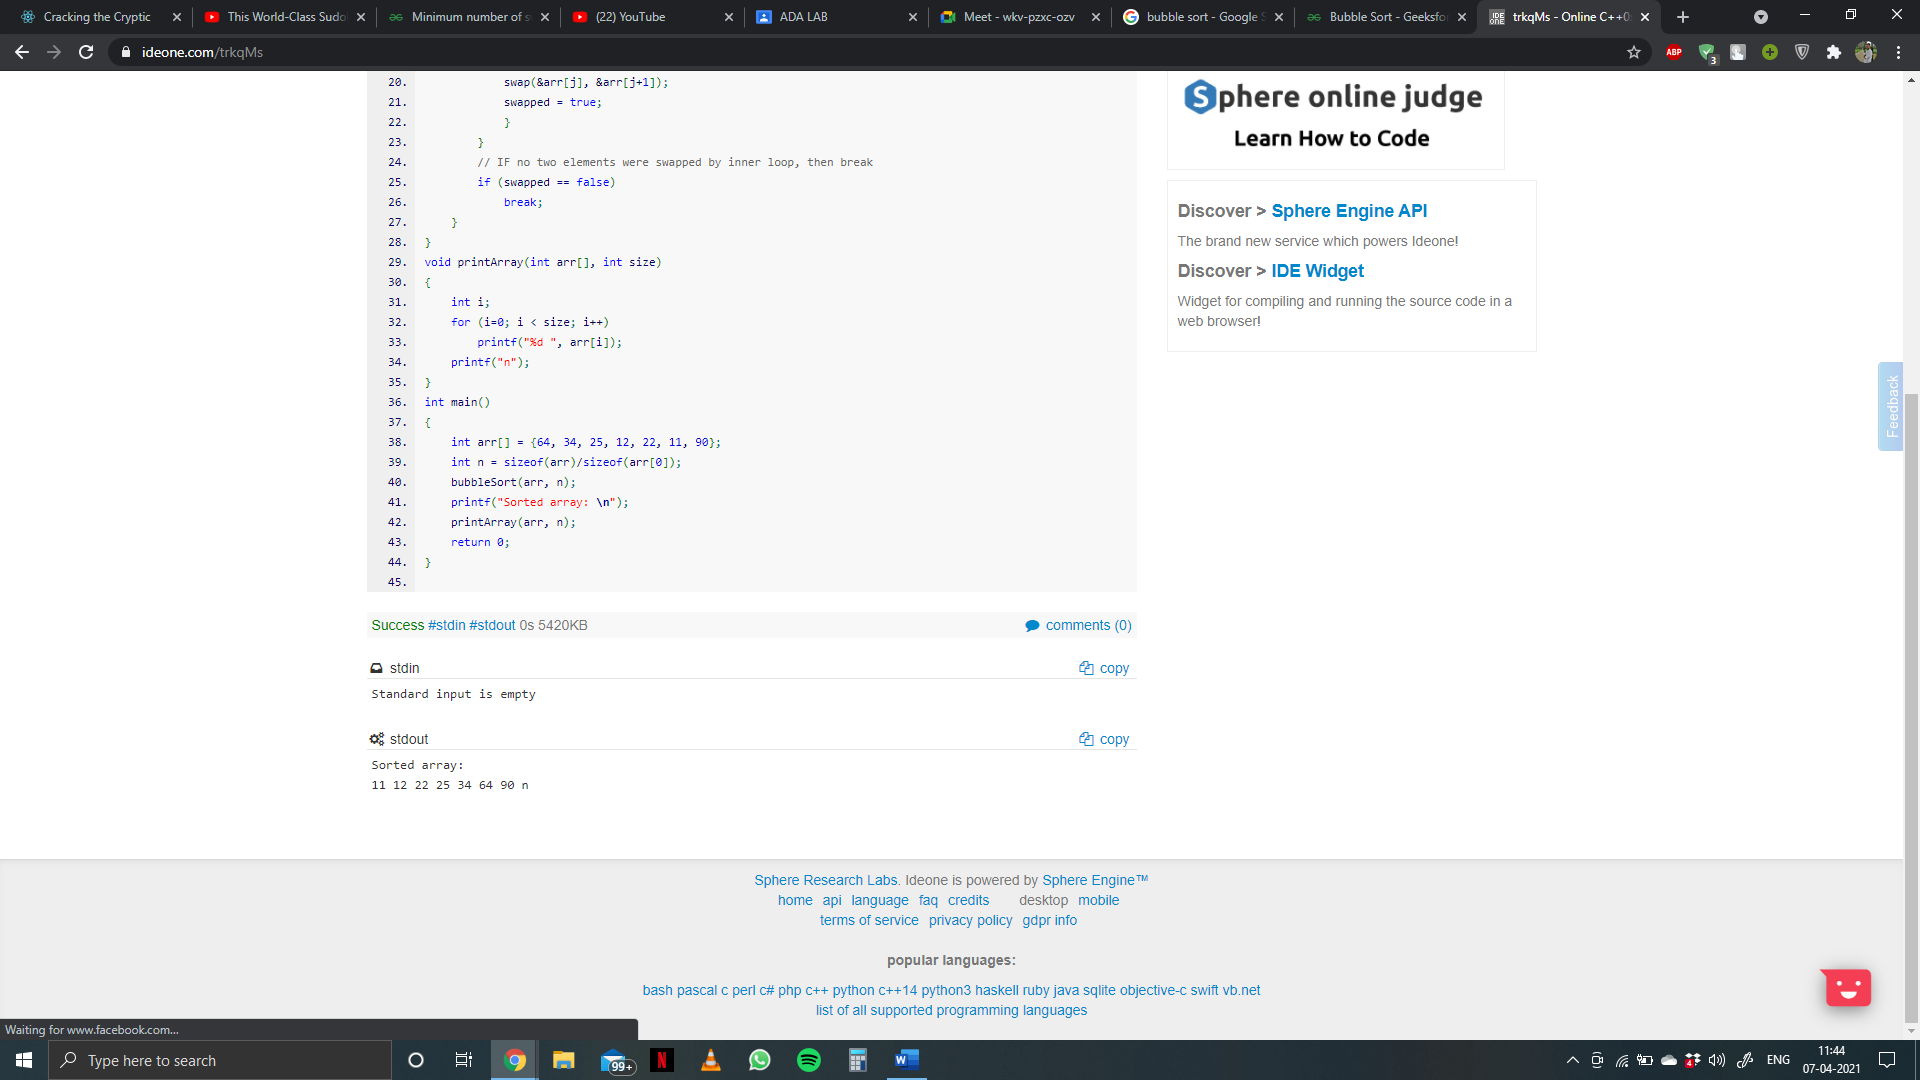 Cracking the Cryptic
This World-Class Sudo
Minimum number of s
(22) YouTube
ADA LAB
Meet - wkv-pzxc-ozv
bubble sort - Google S
Bubble Sort - Geeksfo
trkqMs - Online C++0
ideone.com/trkqMs
ABP
3
20. swap(&arr[j], &arr[j+1]);
21. swapped = true;
22. }
23. }
24. // IF no two elements were swapped by inner loop, then break
25. if (swapped == false)
26. break;
27. }
28. }
29. void printArray(int arr[], int size)
30. {
31. int i;
32. for (i=0; i < size; i++)
33. printf("%d ", arr[i]);
34. printf("n");
35. }
36. int main()
37. {
38. int arr[] = {64, 34, 25, 12, 22, 11, 90};
39. int n = sizeof(arr)/sizeof(arr[0]);
40. bubbleSort(arr, n);
41. printf("Sorted array: \n");
42. printArray(arr, n);
43. return 0;
44. }
45.
Success #stdin #stdout 0s 5420KB
comments (0)
stdin
copy
Standard input is empty
stdout
copy
Sorted array:
11 12 22 25 34 64 90 n
Sphere online judge
Learn How to Code
Discover > Sphere Engine API
The brand new service which powers Ideone!
Discover > IDE Widget
Widget for compiling and running the source code in a
web browser!
Feedback
Sphere Research Labs. Ideone is powered by Sphere Engine™
home api language faq credits desktop mobile
terms of service privacy policy gdpr info
popular languages:
bash pascal c perl c# php c++ python c++14 python3 haskell ruby java sqlite objective-c swift vb.net
list of all supported programming languages
Waiting for www.facebook.com...
Type here to search
99+
ENG
11:44
07-04-2021